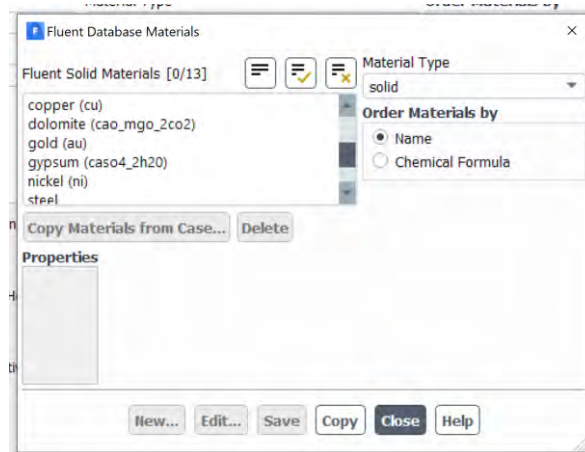 Fluent Database Materials
Fluent Solid Materials [0/13]
Material Type
solid
copper (cu)
dolomite (cao_mgo_2co2)
gold (au)
gypsum (caso4_2h20)
nickel (ni)
steel
Order Materials by
Name
Chemical Formula
Copy Materials from Case... Delete
Properties
New... Edit... Save Copy Close Help